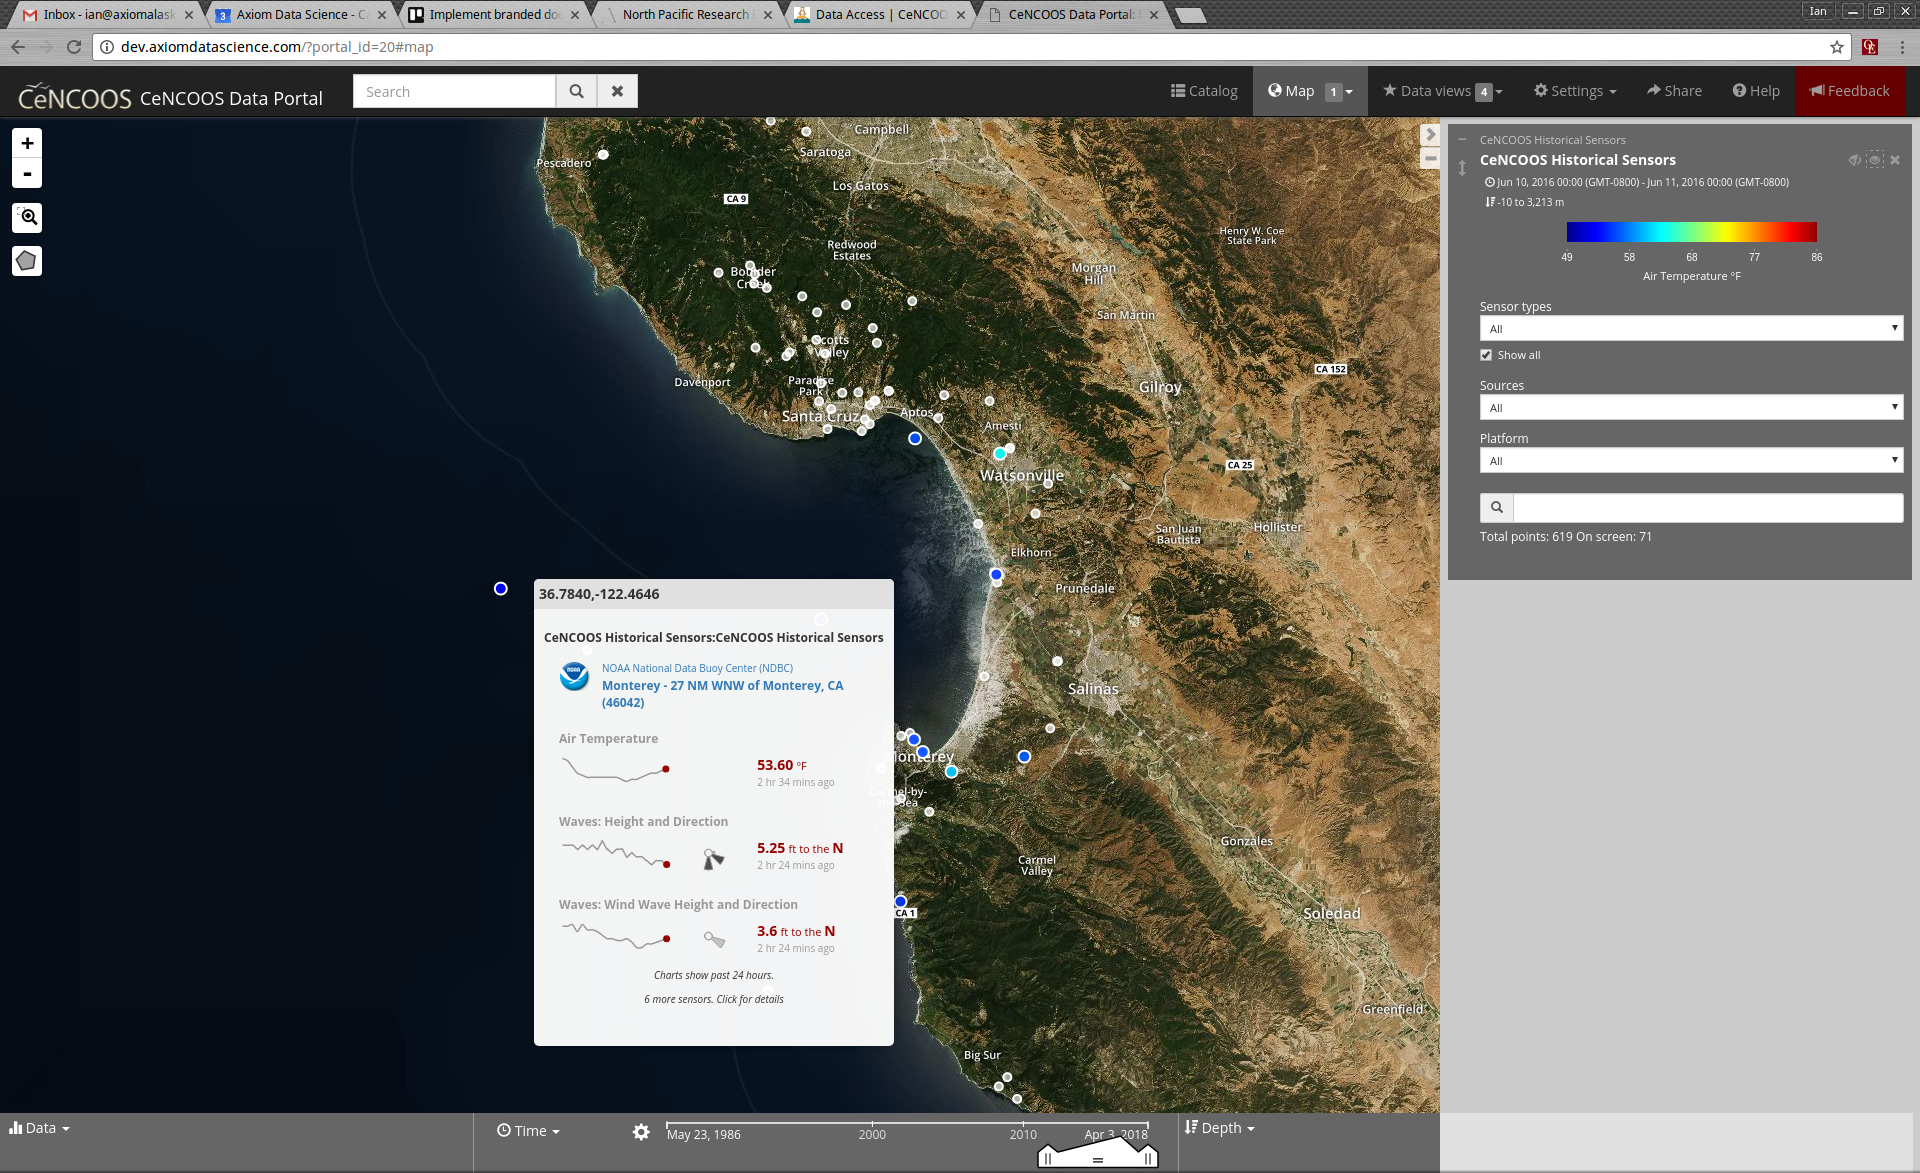 Inbox - ian@axiomalask
Axiom Data Science - C
Implement branded do
North Pacific Research
Data Access | CeNCOO
CeNCOOS Data Portal:
Ian
dev.axiomdatascience.com/?portal_id=20#map
CeNCOOS
CeNCOOS Data Portal
Search
Catalog
Map 1
Data views 4
Settings
Share
Help
Feedback
+
-
Campbell
Saratoga
Pescadero
Los Gatos
CA 9
Redwood
Estates
Henry W. Coe
State Park
Boulder
Creek
Morgan
Hill
San Martin
Scotts
Valley
CA 152
Davenport
Paradise
Park
Gilroy
Santa Cruz
Aptos
Amesti
CA 25
Watsonville
San Juan
Bautista
Hollister
Elkhorn
Prunedale
Salinas
Monterey
Carmel-by-
the-Sea
Gonzales
Carmel
Valley
CA 1
Soledad
Greenfield
Big Sur
36.7840,-122.4646
CeNCOOS Historical Sensors:CeNCOOS Historical Sensors
NOAA
NOAA National Data Buoy Center (NDBC)
Monterey - 27 NM WNW of Monterey, CA
(46042)
Air Temperature
53.60 °F
2 hr 34 mins ago
Waves: Height and Direction
5.25 ft to the N
2 hr 24 mins ago
Waves: Wind Wave Height and Direction
3.6 ft to the N
2 hr 24 mins ago
Charts show past 24 hours.
6 more sensors. Click for details
CeNCOOS Historical Sensors
CeNCOOS Historical Sensors
Jun 10, 2016 00:00 (GMT-0800) - Jun 11, 2016 00:00 (GMT-0800)
-10 to 3,213 m
49 58 68 77 86
Air Temperature °F
Sensor types
All
Show all
Sources
All
Platform
All
Total points: 619 On screen: 71
Data
Time
May 23, 1986
2000
2010
Apr 3, 2018
Depth